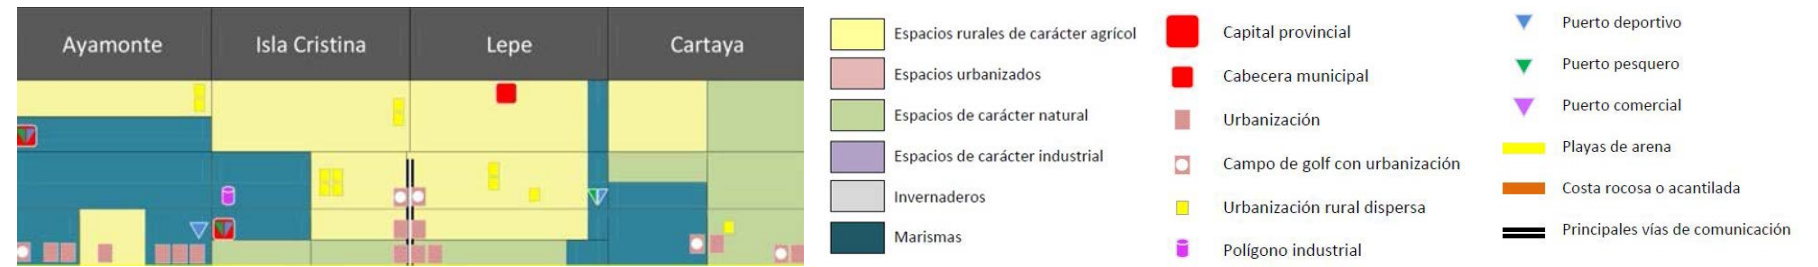 Ayamonte
Isla Cristina
Lepe
Cartaya
Espacios rurales de carácter agrícol
Espacios urbanizados
Espacios de carácter natural
Espacios de carácter industrial
Invernaderos
Marismas
Capital provincial
Cabecera municipal
Urbanización
Campo de golf con urbanización
Urbanización rural dispersa
Polígono industrial
Puerto deportivo
Puerto pesquero
Puerto comercial
Playas de arena
Costa rocosa o acantilada
Principales vías de comunicación